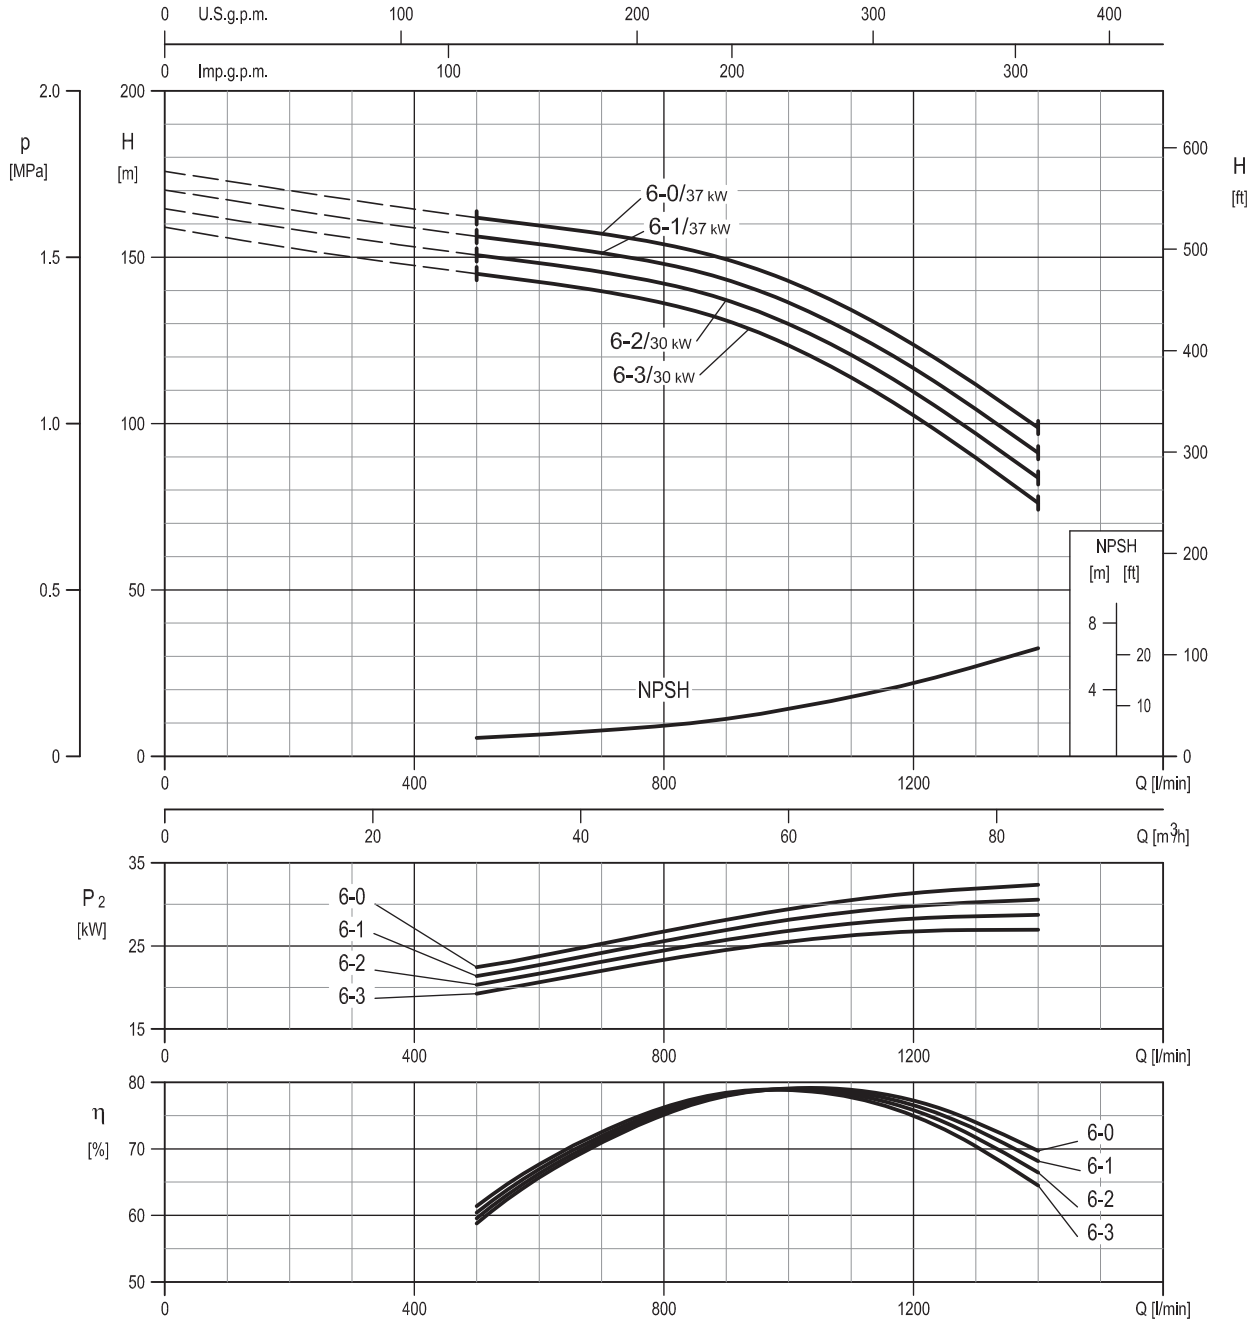 0 U.S.g.p.m. 100 200 300 400
0 Imp.g.p.m. 100 200 300
p
[MPa]
2.0
1.5
1.0
0.5
0
H
[m]
200
150
100
50
0
H
[ft]
600
500
400
300
200
100
0
6-0/37 kW
6-1/37 kW
6-2/30 kW
6-3/30 kW
NPSH
[m] [ft]
8
20
4
10
NPSH
0 400 800 1200 Q [l/min]
0 20 40 60 80 Q [m³/h]
P2
[kW]
35
25
15
6-0
6-1
6-2
6-3
0 400 800 1200 Q [l/min]
η
[%]
80
70
60
50
6-0
6-1
6-2
6-3
0 400 800 1200 Q [l/min]